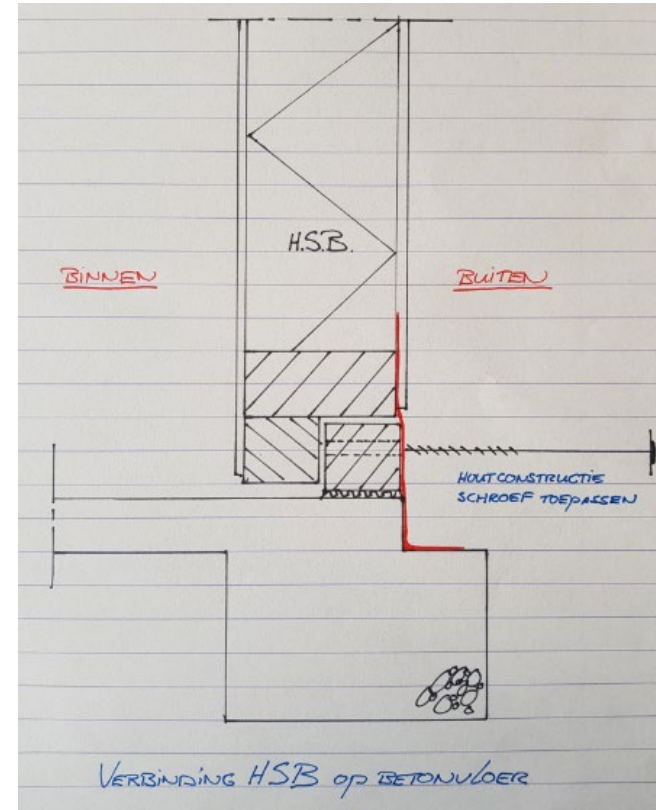 H.S.B.
BINNEN
BUITEN
HOUTCONSTRUCTIE
SCHROEF TOEPASSEN
VERBINDING HSB OP BETONVLOER